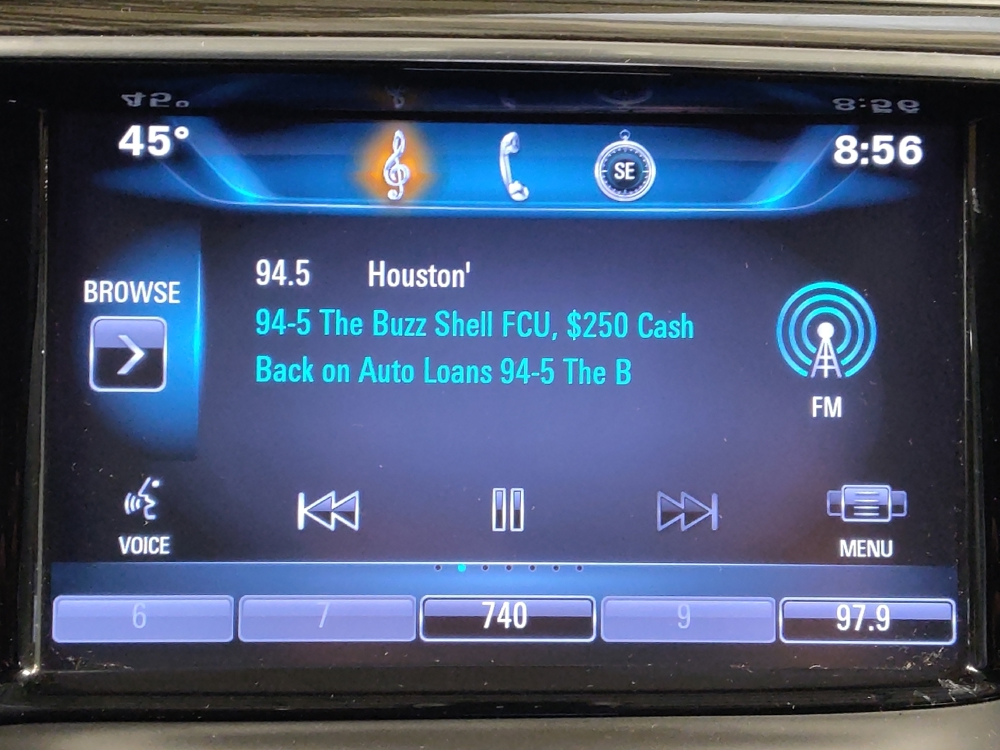 45° 8:56
SE
BROWSE
94.5 Houston'
94-5 The Buzz Shell FCU, $250 Cash
Back on Auto Loans 94-5 The B
FM
VOICE
MENU
6 7 740 9 97.9